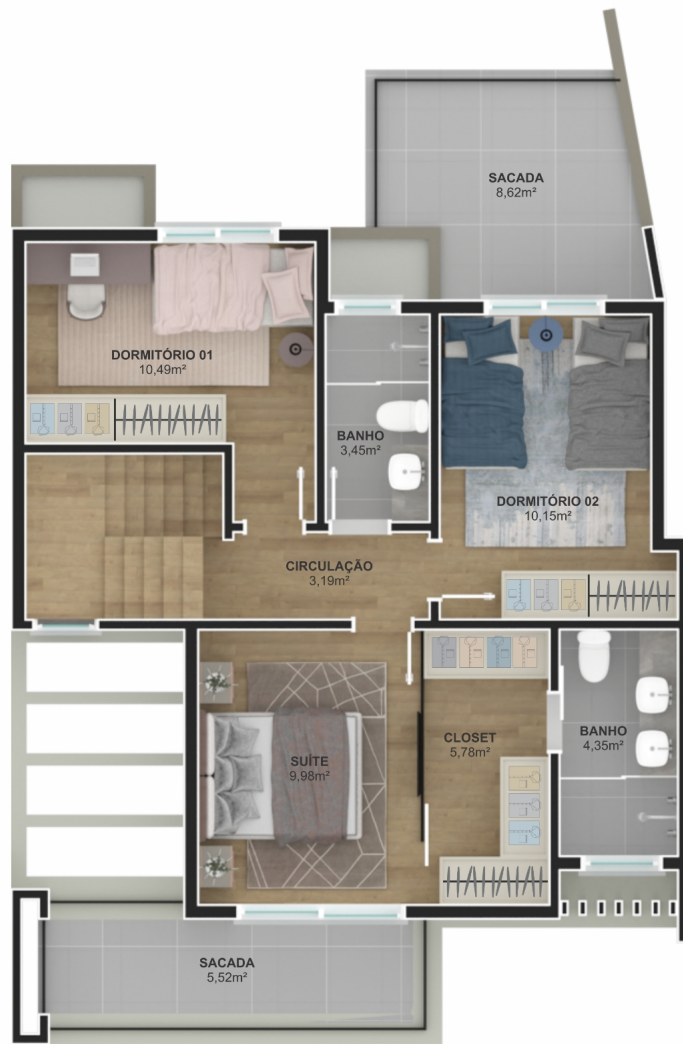 SACADA
8,62m²
DORMITÓRIO 01
10,49m²
BANHO
3,45m²
DORMITÓRIO 02
10,15m²
CIRCULAÇÃO
3,19m²
SUÍTE
9,98m²
CLOSET
5,78m²
BANHO
4,35m²
SACADA
5,52m²